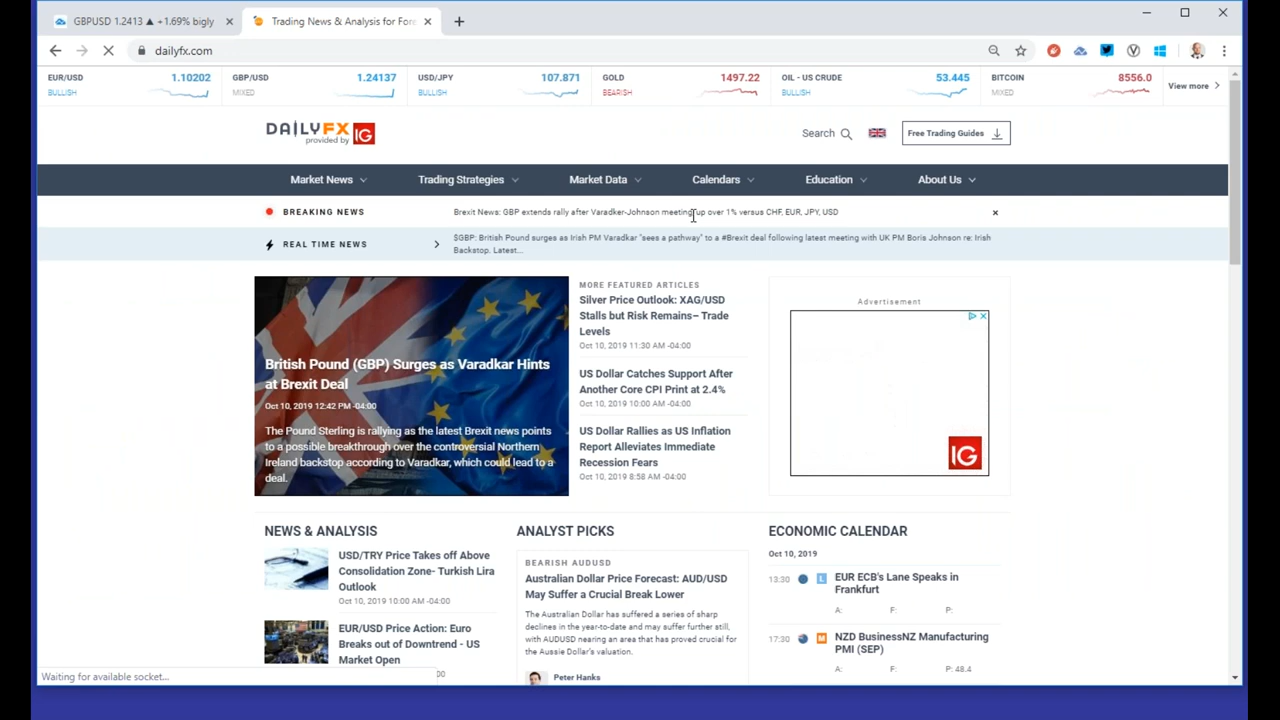 GBPUSD 1.2413 ▲ +1.69% bigly
Trading News & Analysis for Fore
dailyfx.com
EUR/USD 1.10202
BULLISH
GBP/USD 1.24137
MIXED
USD/JPY 107.871
BULLISH
GOLD 1497.22
BEARISH
OIL - US CRUDE 53.445
BULLISH
BITCOIN 8556.0
MIXED
View more
DAILYFX
provided by IG
Search
Free Trading Guides
Market News
Trading Strategies
Market Data
Calendars
Education
About Us
BREAKING NEWS
Brexit News: GBP extends rally after Varadker-Johnson meeting up over 1% versus CHF, EUR, JPY, USD
REAL TIME NEWS
$GBP: British Pound surges as Irish PM Varadkar "sees a pathway" to a #Brexit deal following latest meeting with UK PM Boris Johnson re: Irish
Backstop. Latest...
British Pound (GBP) Surges as Varadkar Hints
at Brexit Deal
Oct 10, 2019 12:42 PM -04:00
The Pound Sterling is rallying as the latest Brexit news points
to a possible breakthrough over the controversial Northern
Ireland backstop according to Varadkar, which could lead to a
deal.
MORE FEATURED ARTICLES
Silver Price Outlook: XAG/USD
Stalls but Risk Remains– Trade
Levels
Oct 10, 2019 11:30 AM -04:00
US Dollar Catches Support After
Another Core CPI Print at 2.4%
Oct 10, 2019 10:00 AM -04:00
US Dollar Rallies as US Inflation
Report Alleviates Immediate
Recession Fears
Oct 10, 2019 8:58 AM -04:00
Advertisement
IG
NEWS & ANALYSIS
USD/TRY Price Takes off Above
Consolidation Zone- Turkish Lira
Outlook
Oct 10, 2019 10:00 AM -04:00
EUR/USD Price Action: Euro
Breaks out of Downtrend - US
Market Open
00
ANALYST PICKS
BEARISH AUDUSD
Australian Dollar Price Forecast: AUD/USD
May Suffer a Crucial Break Lower
The Australian Dollar has suffered a series of sharp
declines in the year-to-date and may suffer further still,
with AUDUSD nearing an area that has proved crucial for
the Aussie Dollar's valuation.
Peter Hanks
ECONOMIC CALENDAR
Oct 10, 2019
13:30 L EUR ECB's Lane Speaks in
Frankfurt
A: F: P:
17:30 M NZD BusinessNZ Manufacturing
PMI (SEP)
A: F: P: 48.4
Waiting for available socket...